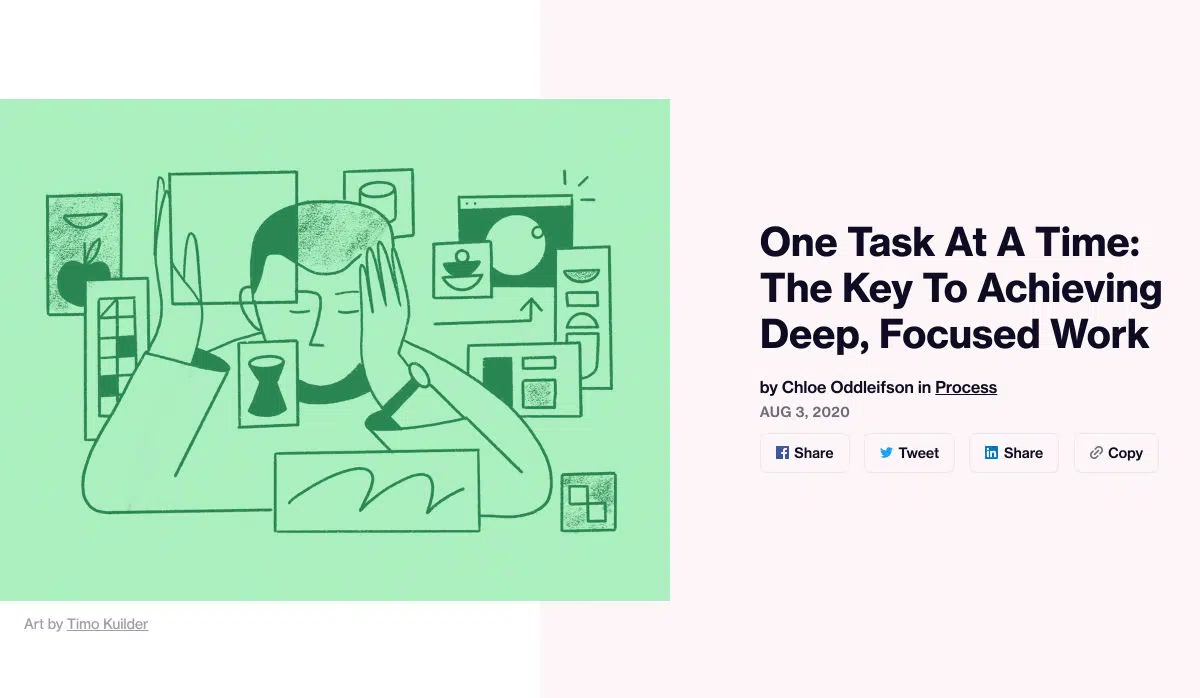 One Task At A Time:
The Key To Achieving
Deep, Focused Work
by Chloe Oddleifson in Process
AUG 3, 2020
Share
Tweet
Share
Copy
Art by Timo Kuilder